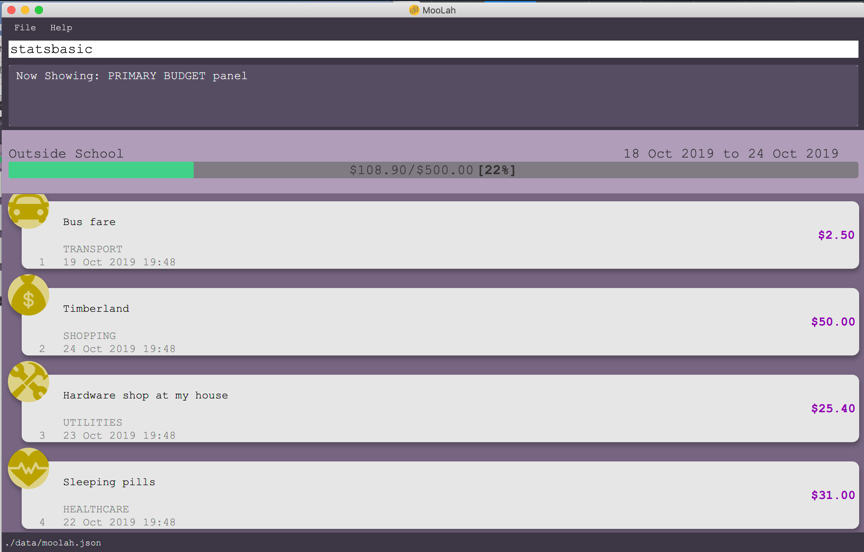 MooLah
File Help
statsbasic
Now Showing: PRIMARY BUDGET panel
Outside School 18 Oct 2019 to 24 Oct 2019
$108.90/$500.00 [22%]
Bus fare
$2.50
TRANSPORT
1 19 Oct 2019 19:48
Timberland
$50.00
SHOPPING
2 24 Oct 2019 19:48
Hardware shop at my house
$25.40
UTILITIES
3 23 Oct 2019 19:48
Sleeping pills
$31.00
HEALTHCARE
4 22 Oct 2019 19:48
./data/moolah.json